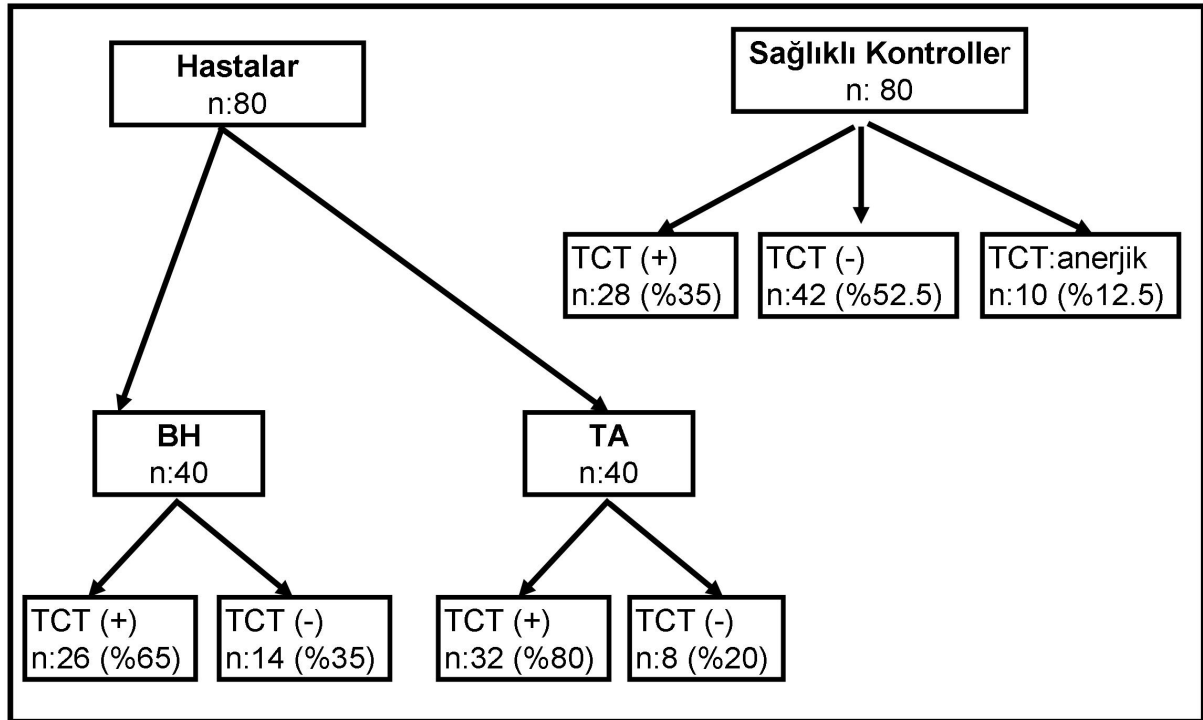 Hastalar
n:80
Sağlıklı Kontroller
n: 80
TCT (+)
n:28 (%35)
TCT (-)
n:42 (%52.5)
TCT:anerjik
n:10 (%12.5)
BH
n:40
TA
n:40
TCT (+)
n:26 (%65)
TCT (-)
n:14 (%35)
TCT (+)
n:32 (%80)
TCT (-)
n:8 (%20)